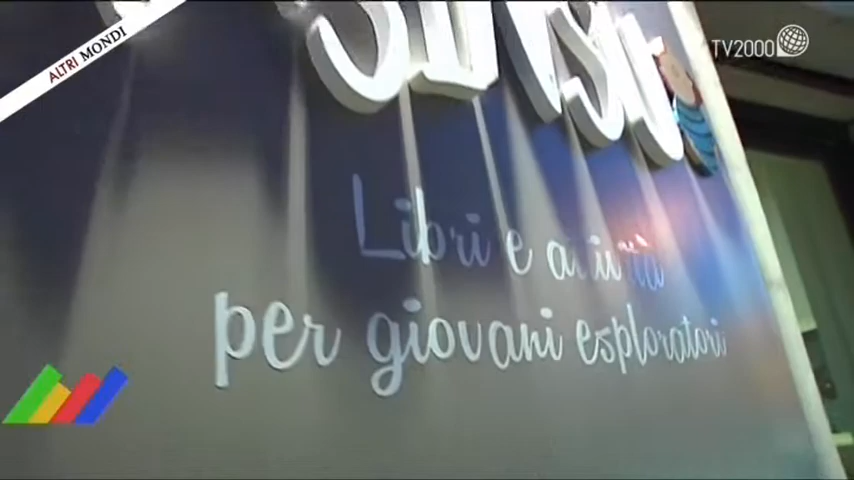 ALTRI MONDI
TV2000
Libri e attività
per giovani esploratori